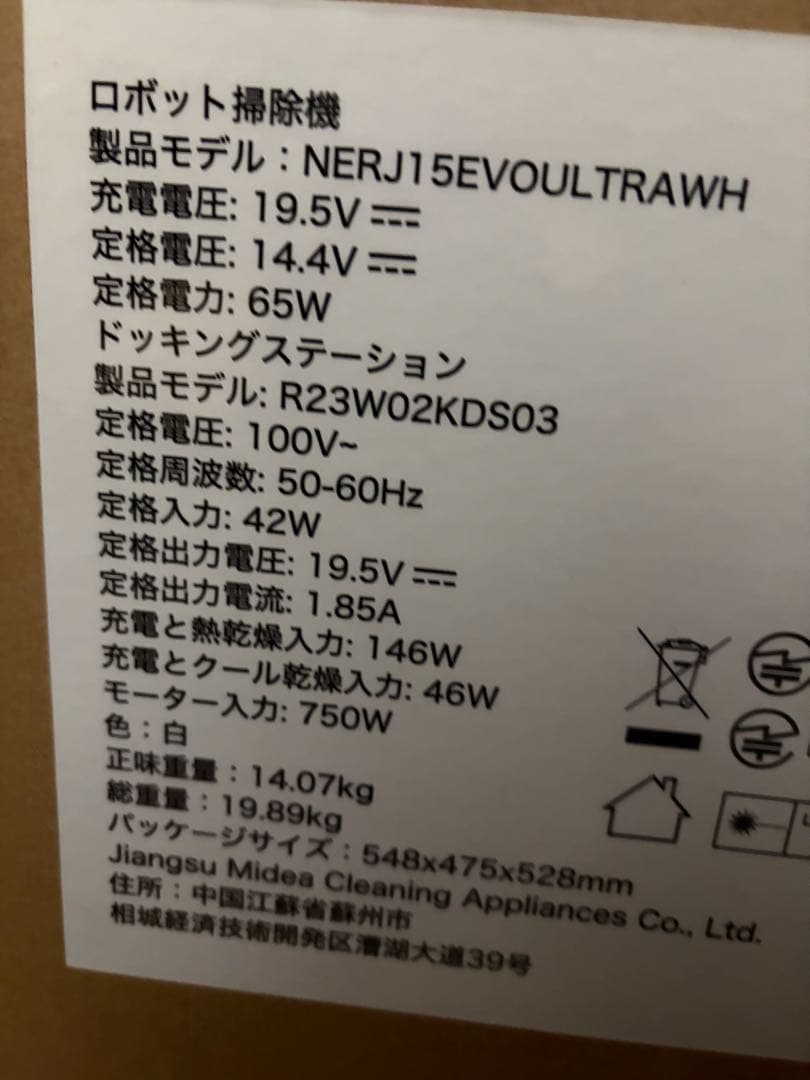 ロボット掃除機
製品モデル：NERJ15EVOULTRAWH
充電電圧: 19.5V
定格電圧: 14.4V
定格電力: 65W
ドッキングステーション
製品モデル: R23W02KDS03
定格電圧: 100V~
定格周波数: 50-60Hz
定格入力: 42W
定格出力電圧: 19.5V
定格出力電流: 1.85A
充電と熱乾燥入力: 146W
充電とクール乾燥入力: 46W
モーター入力: 750W
色：白
正味重量：14.07kg
総重量：19.89kg
パッケージサイズ：548x475x528mm
Jiangsu Midea Cleaning Appliances Co., Ltd.
住所：中国江蘇省蘇州市
相城経済技術開発区漕湖大道39号